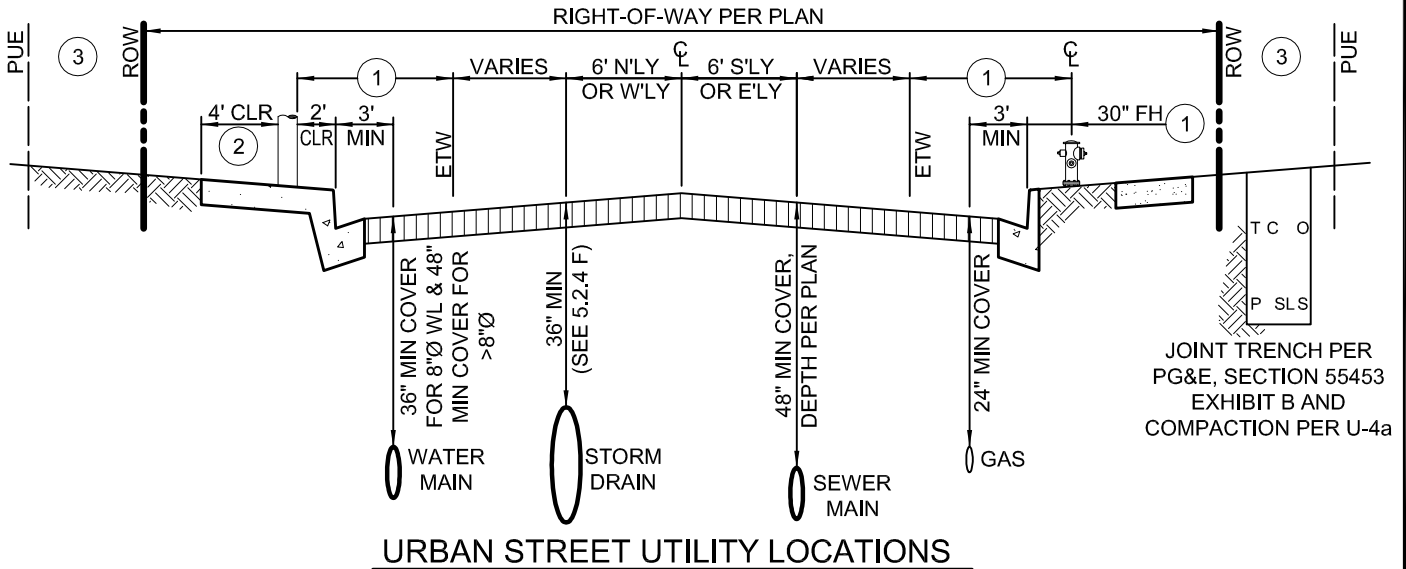 RIGHT-OF-WAY PER PLAN
PUE
3
ROW
1
VARIES
6' N'LY
OR W'LY
℄
6' S'LY
OR E'LY
VARIES
1
℄
ROW
3
PUE
4' CLR
2
2'
CLR
3'
MIN
ETW
ETW
3'
MIN
30" FH
1
36" MIN COVER
FOR 8"Ø WL & 48"
MIN COVER FOR
>8"Ø
36" MIN
(SEE 5.2.4 F)
48" MIN COVER,
DEPTH PER PLAN
24" MIN COVER
T C O
P SLS
WATER
MAIN
STORM
DRAIN
SEWER
MAIN
GAS
JOINT TRENCH PER
PG&E, SECTION 55453
EXHIBIT B AND
COMPACTION PER U-4a
URBAN STREET UTILITY LOCATIONS